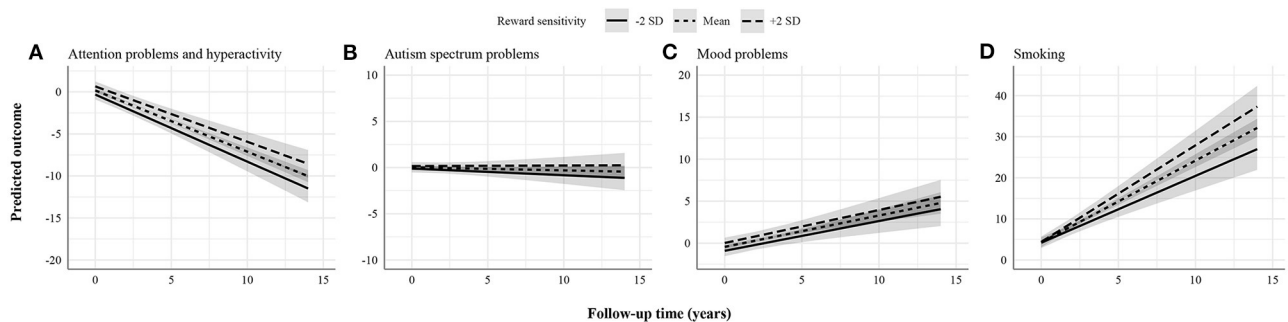 Reward sensitivity -2 SD Mean +2 SD
A Attention problems and hyperactivity
B Autism spectrum problems
C Mood problems
D Smoking
Predicted outcome
0
-5
-10
-15
-20
0 5 10 15
10
5
0
-5
-10
0 5 10 15
20
15
10
5
0
0 5 10 15
40
30
20
10
0
0 5 10 15
Follow-up time (years)